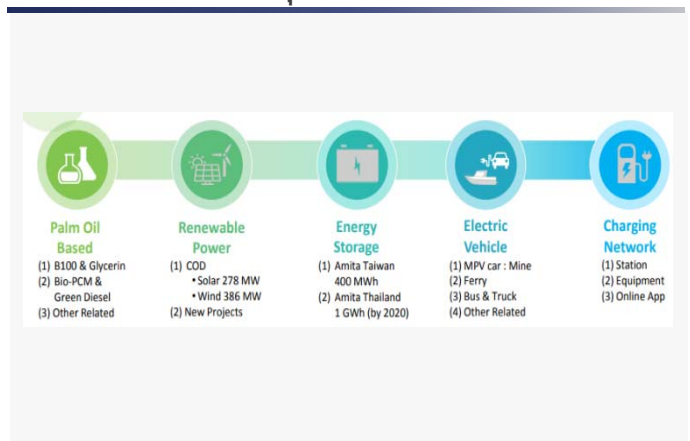 Palm Oil
Based
(1) B100 & Glycerin
(2) Bio-PCM &
Green Diesel
(3) Other Related
Renewable
Power
(1) COD
• Solar 278 MW
• Wind 386 MW
(2) New Projects
Energy
Storage
(1) Amita Taiwan
400 MWh
(2) Amita Thailand
1 GWh (by 2020)
Electric
Vehicle
(1) MPV car : Mine
(2) Ferry
(3) Bus & Truck
(4) Other Related
Charging
Network
(1) Station
(2) Equipment
(3) Online App